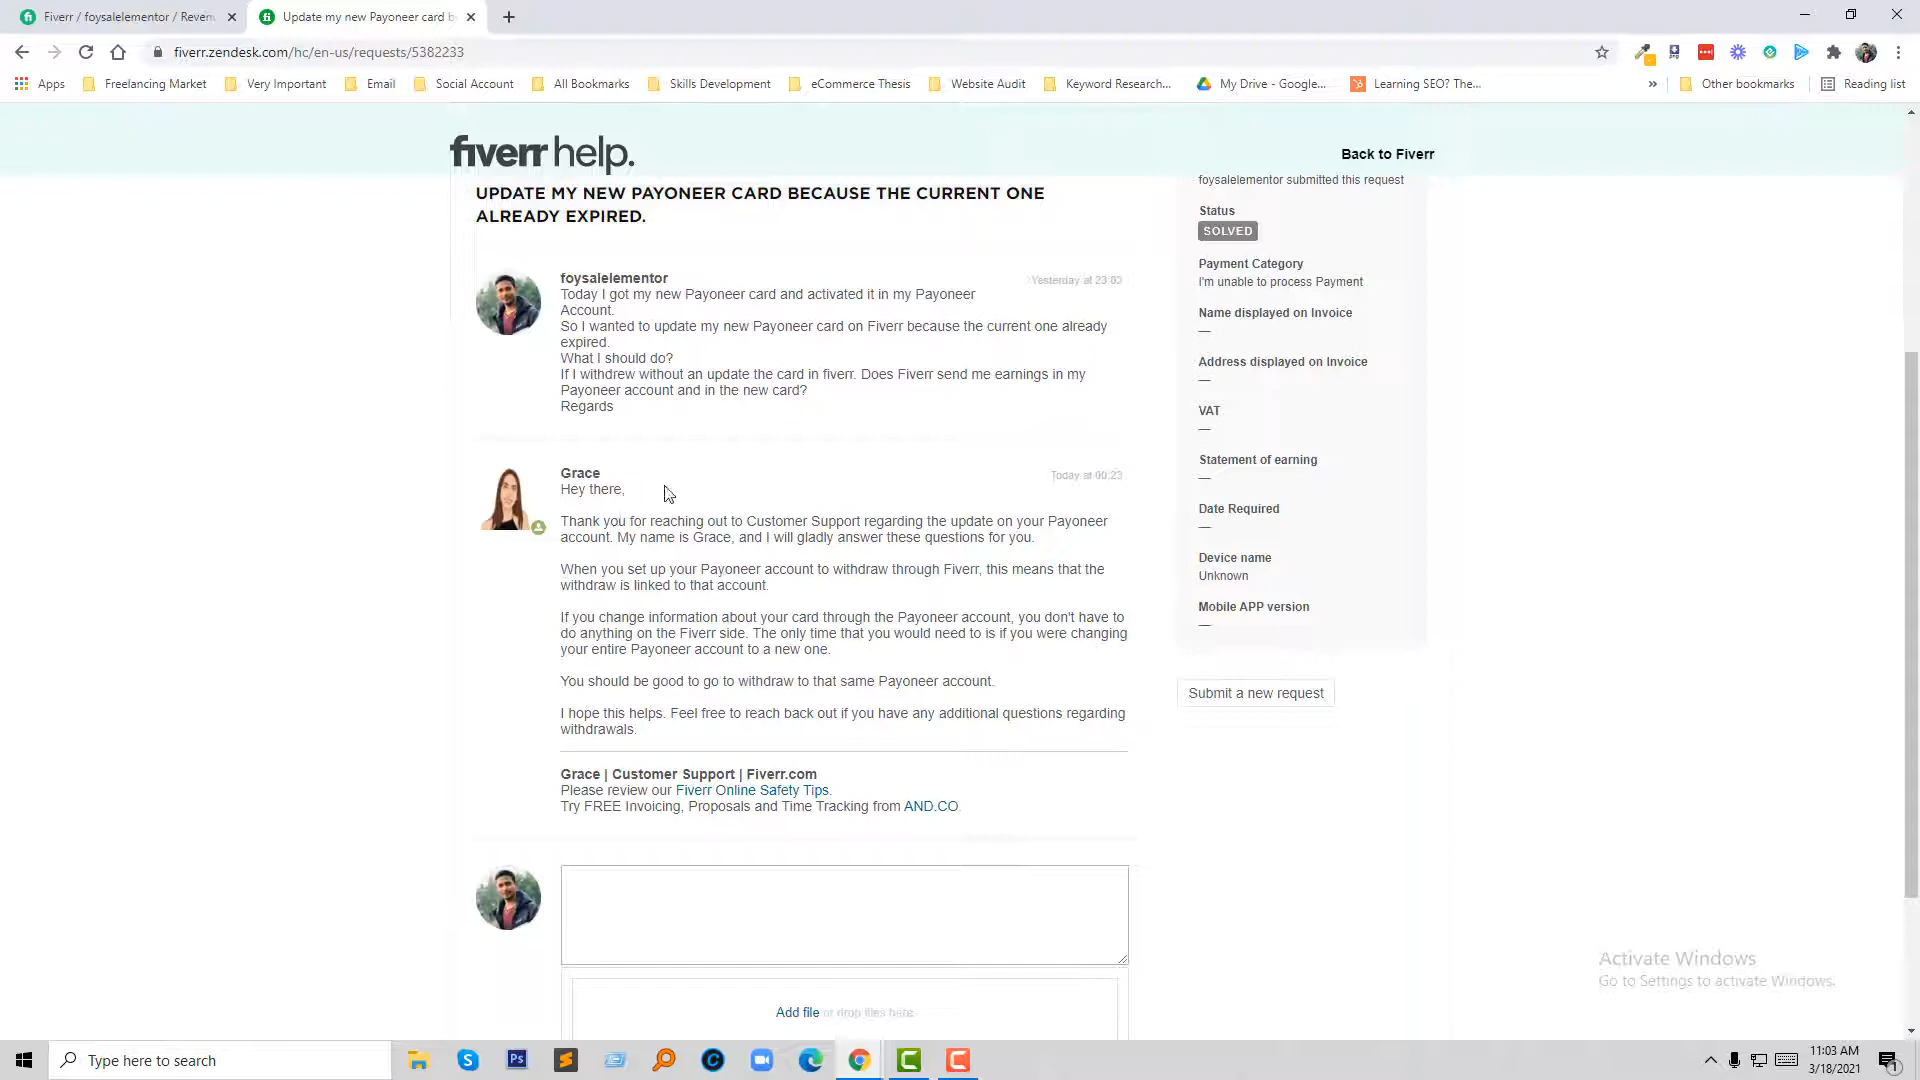 Fiverr / foysalelementor / Reven
Update my new Payoneer card b
fiverr.zendesk.com/hc/en-us/requests/5382233
Apps
Freelancing Market
Very Important
Email
Social Account
All Bookmarks
Skills Development
eCommerce Thesis
Website Audit
Keyword Research...
My Drive - Google...
Learning SEO? The...
»
Other bookmarks
Reading list
fiverr help.
Back to Fiverr
UPDATE MY NEW PAYONEER CARD BECAUSE THE CURRENT ONE
ALREADY EXPIRED.
foysalelementor
Yesterday at 23:03
Today I got my new Payoneer card and activated it in my Payoneer
Account.
So I wanted to update my new Payoneer card on Fiverr because the current one already
expired.
What I should do?
If I withdrew without an update the card in fiverr. Does Fiverr send me earnings in my
Payoneer account and in the new card?
Regards
Grace
Today at 00:23
Hey there,
Thank you for reaching out to Customer Support regarding the update on your Payoneer
account. My name is Grace, and I will gladly answer these questions for you.
When you set up your Payoneer account to withdraw through Fiverr, this means that the
withdraw is linked to that account.
If you change information about your card through the Payoneer account, you don't have to
do anything on the Fiverr side. The only time that you would need to is if you were changing
your entire Payoneer account to a new one.
You should be good to go to withdraw to that same Payoneer account.
I hope this helps. Feel free to reach back out if you have any additional questions regarding
withdrawals.
Grace | Customer Support | Fiverr.com
Please review our Fiverr Online Safety Tips.
Try FREE Invoicing, Proposals and Time Tracking from AND.CO.
Add file or drop files here
foysalelementor submitted this request
Status
SOLVED
Payment Category
I'm unable to process Payment
Name displayed on Invoice
—
Address displayed on Invoice
—
VAT
—
Statement of earning
—
Date Required
—
Device name
Unknown
Mobile APP version
—
Submit a new request
Activate Windows
Go to Settings to activate Windows.
Type here to search
Ps
11:03 AM
3/18/2021
1